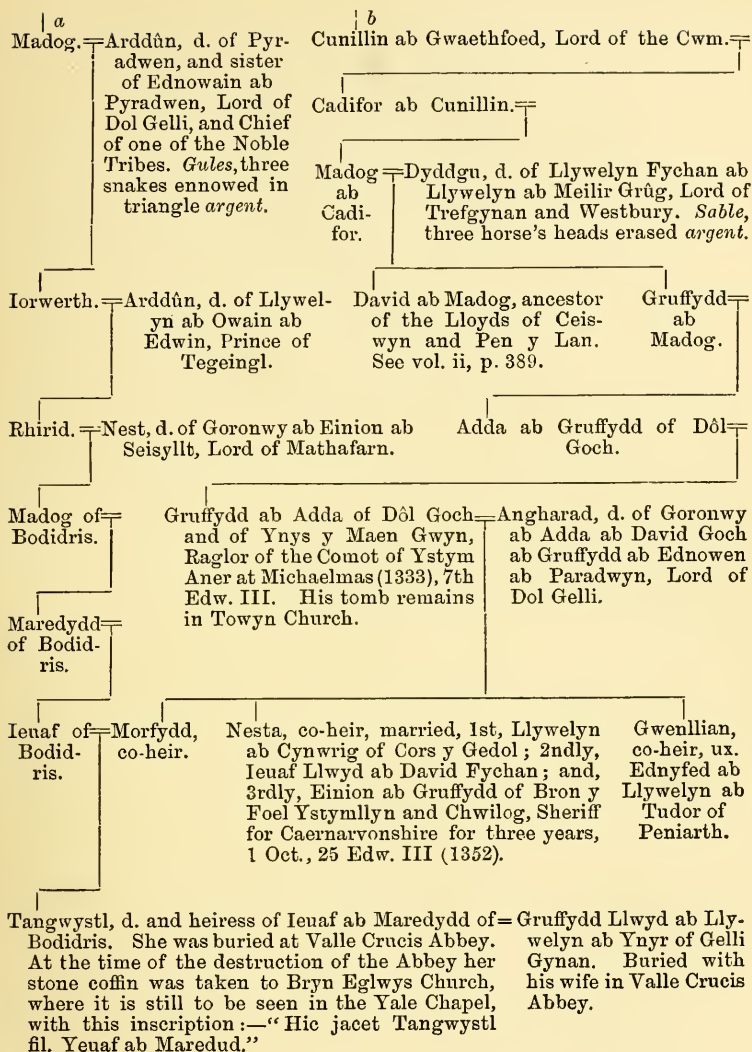 a
Madog. = Arddûn, d. of Pyr-
adwen, and sister
of Ednowain ab
Pyradwen, Lord of
Dol Gelli, and Chief
of one of the Noble
Tribes. Gules, three
snakes ennowed in
triangle argent.
b
Cunillin ab Gwaethfoed, Lord of the Cwm. =
Cadifor ab Cunillin. =
Madog
ab
Cadi-
for.
= Dyddgu, d. of Llywelyn Fychan ab
Llywelyn ab Meilir Grûg, Lord of
Trefgynan and Westbury. Sable,
three horse's heads erased argent.
Iorwerth. = Arddûn, d. of Llywel-
yn ab Owain ab
Edwin, Prince of
Tegeingl.
David ab Madog, ancestor
of the Lloyds of Ceis-
wyn and Pen y Lan.
See vol. ii, p. 389.
Gruffydd =
ab
Madog.
Rhirid. = Nest, d. of Goronwy ab Einion ab
Seisyllt, Lord of Mathafarn.
Adda ab Gruffydd of Dôl =
Goch.
Madog of =
Bodidris.
Gruffydd ab Adda of Dôl Goch
and of Ynys y Maen Gwyn,
Raglor of the Comot of Ystym
Aner at Michaelmas (1333), 7th
Edw. III. His tomb remains
in Towyn Church.
= Angharad, d. of Goronwy
ab Adda ab David Goch
ab Gruffydd ab Ednowen
ab Paradwyn, Lord of
Dol Gelli.
Maredydd =
of Bodid-
ris.
Ieuaf of
Bodid-
ris.
= Morfydd,
co-heir.
Nesta, co-heir, married, 1st, Llywelyn
ab Cynwrig of Cors y Gedol; 2ndly,
Ieuaf Llwyd ab David Fychan; and,
3rdly, Einion ab Gruffydd of Bron y
Foel Ystymllyn and Chwilog, Sheriff
for Caernarvonshire for three years,
1 Oct., 25 Edw. III (1352).
Gwenllian,
co-heir, ux.
Ednyfed ab
Llywelyn ab
Tudor of
Peniarth.
Tangwystl, d. and heiress of Ieuaf ab Maredydd of
Bodidris. She was buried at Valle Crucis Abbey.
At the time of the destruction of the Abbey her
stone coffin was taken to Bryn Eglwys Church,
where it is still to be seen in the Yale Chapel,
with this inscription:—"Hic jacet Tangwystl
fil. Yeuaf ab Maredud."
= Gruffydd Llwyd ab Lly-
welyn ab Ynyr of Gelli
Gynan. Buried with
his wife in Valle Crucis
Abbey.